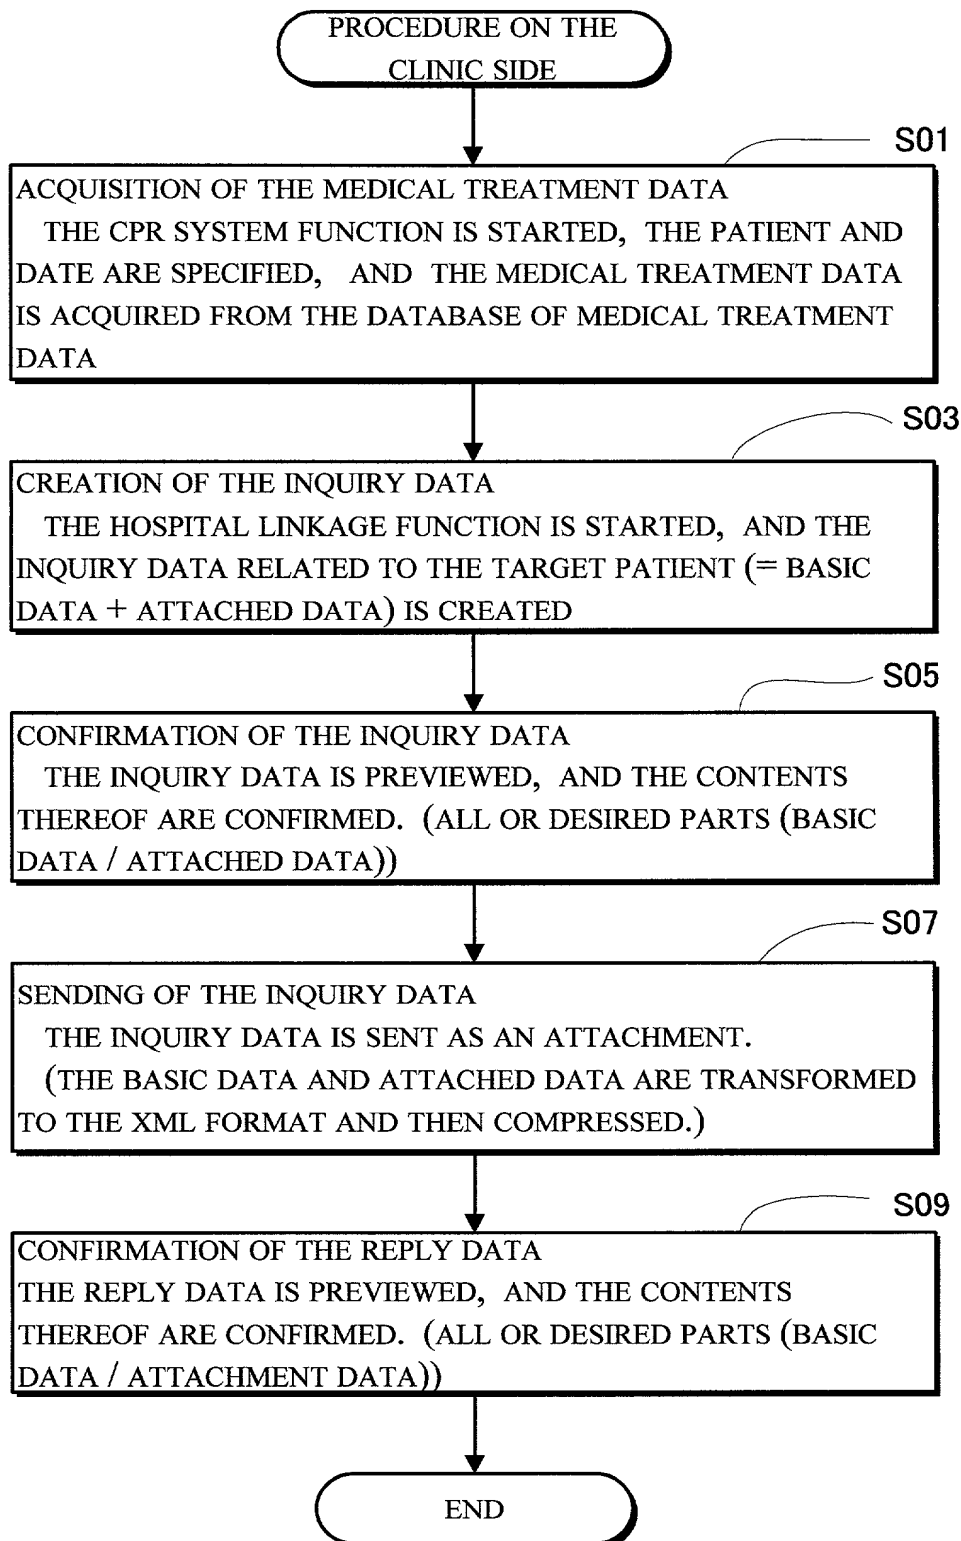 PROCEDURE ON THE
CLINIC SIDE
S01
ACQUISITION OF THE MEDICAL TREATMENT DATA
THE CPR SYSTEM FUNCTION IS STARTED, THE PATIENT AND
DATE ARE SPECIFIED, AND THE MEDICAL TREATMENT DATA
IS ACQUIRED FROM THE DATABASE OF MEDICAL TREATMENT
DATA
S03
CREATION OF THE INQUIRY DATA
THE HOSPITAL LINKAGE FUNCTION IS STARTED, AND THE
INQUIRY DATA RELATED TO THE TARGET PATIENT (= BASIC
DATA + ATTACHED DATA) IS CREATED
S05
CONFIRMATION OF THE INQUIRY DATA
THE INQUIRY DATA IS PREVIEWED, AND THE CONTENTS
THEREOF ARE CONFIRMED. (ALL OR DESIRED PARTS (BASIC
DATA / ATTACHED DATA))
S07
SENDING OF THE INQUIRY DATA
THE INQUIRY DATA IS SENT AS AN ATTACHMENT.
(THE BASIC DATA AND ATTACHED DATA ARE TRANSFORMED
TO THE XML FORMAT AND THEN COMPRESSED.)
S09
CONFIRMATION OF THE REPLY DATA
THE REPLY DATA IS PREVIEWED, AND THE CONTENTS
THEREOF ARE CONFIRMED. (ALL OR DESIRED PARTS (BASIC
DATA / ATTACHMENT DATA))
END